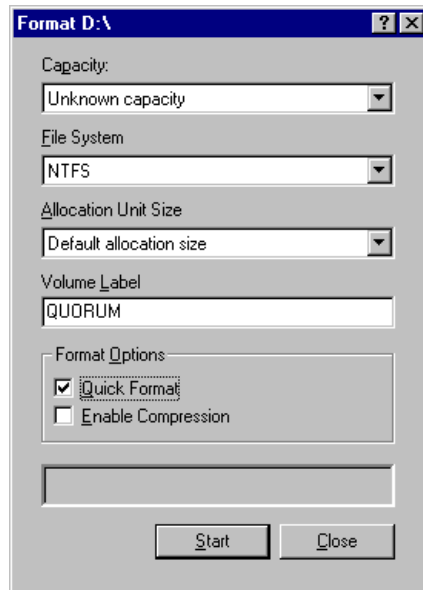 Format D:\
Capacity:
Unknown capacity
File System
NTFS
Allocation Unit Size
Default allocation size
Volume Label
QUORUM
Format Options
Quick Format
Enable Compression
Start Close